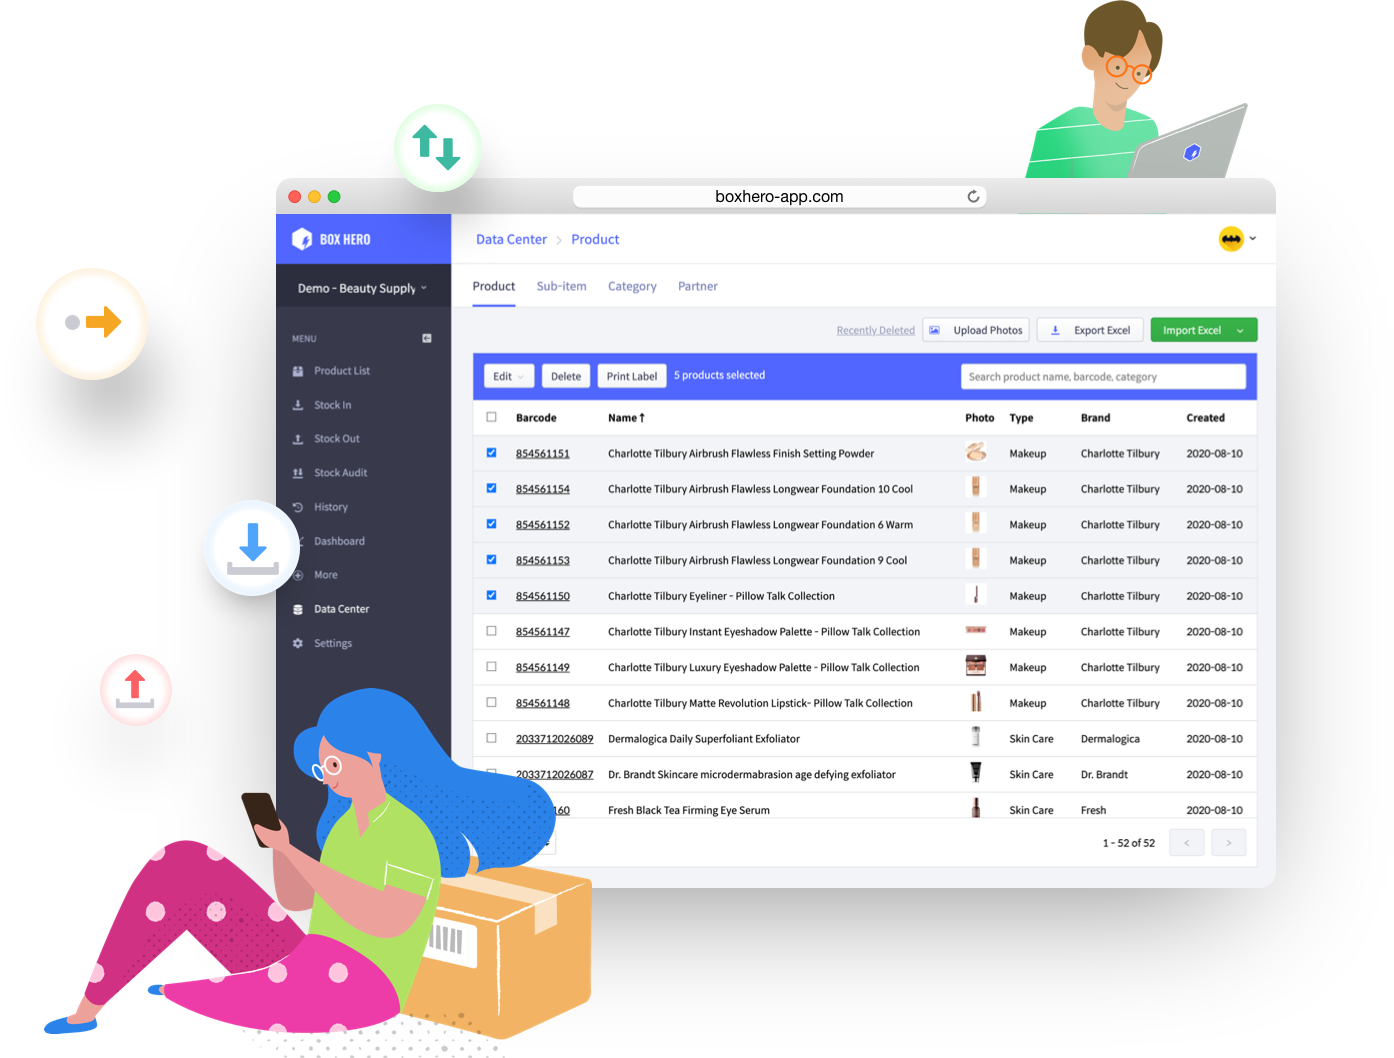 boxhero-app.com
BOX HERO
Data Center > Product
Demo - Beauty Supply
Product Sub-item Category Partner
Recently Deleted Upload Photos Export Excel Import Excel
MENU
Product List
Stock In
Stock Out
Stock Audit
History
Dashboard
More
Data Center
Settings
Edit Delete Print Label 5 products selected Search product name, barcode, category
Barcode Name ↑ Photo Type Brand Created
854561151 Charlotte Tilbury Airbrush Flawless Finish Setting Powder Makeup Charlotte Tilbury 2020-08-10
854561154 Charlotte Tilbury Airbrush Flawless Longwear Foundation 10 Cool Makeup Charlotte Tilbury 2020-08-10
854561152 Charlotte Tilbury Airbrush Flawless Longwear Foundation 6 Warm Makeup Charlotte Tilbury 2020-08-10
854561153 Charlotte Tilbury Airbrush Flawless Longwear Foundation 9 Cool Makeup Charlotte Tilbury 2020-08-10
854561150 Charlotte Tilbury Eyeliner - Pillow Talk Collection Makeup Charlotte Tilbury 2020-08-10
854561147 Charlotte Tilbury Instant Eyeshadow Palette - Pillow Talk Collection Makeup Charlotte Tilbury 2020-08-10
854561149 Charlotte Tilbury Luxury Eyeshadow Palette - Pillow Talk Collection Makeup Charlotte Tilbury 2020-08-10
854561148 Charlotte Tilbury Matte Revolution Lipstick- Pillow Talk Collection Makeup Charlotte Tilbury 2020-08-10
2033712026089 Dermalogica Daily Superfoliant Exfoliator Skin Care Dermalogica 2020-08-10
2033712026087 Dr. Brandt Skincare microdermabrasion age defying exfoliator Skin Care Dr. Brandt 2020-08-10
160 Fresh Black Tea Firming Eye Serum Skin Care Fresh 2020-08-10
1 - 52 of 52 < >